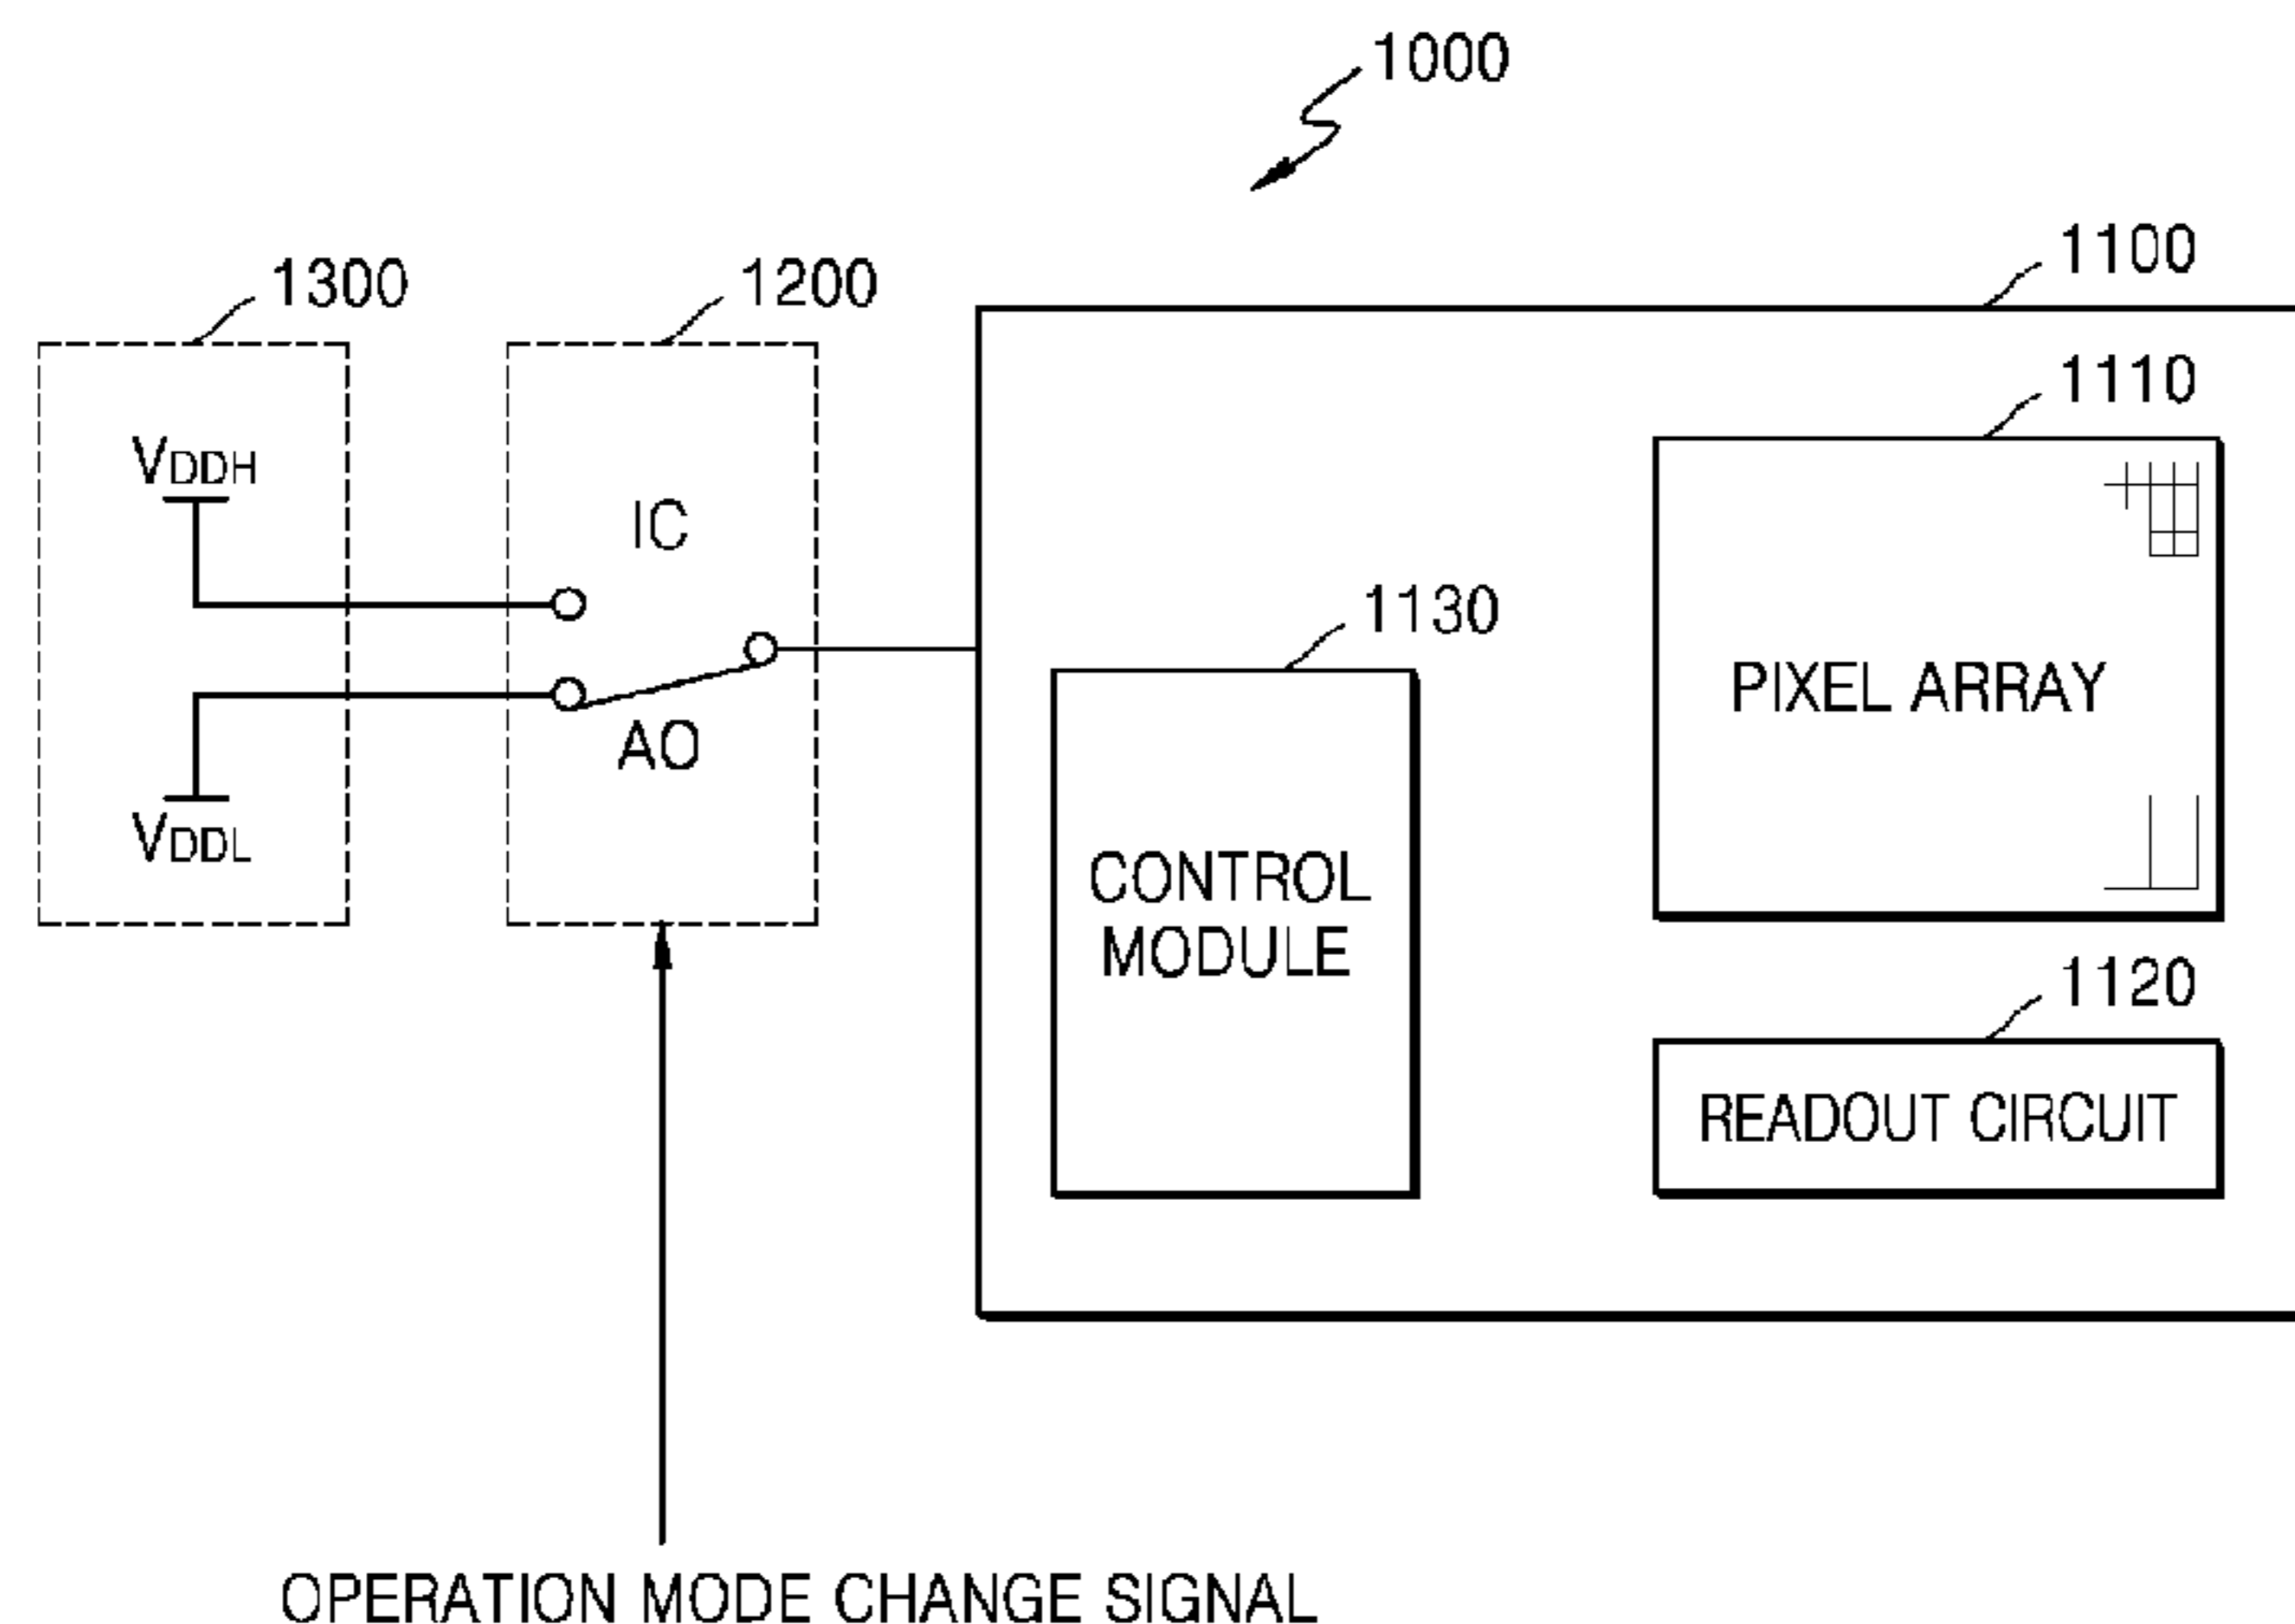 1000
1300
1200
1100
VDDH
IC
1110
1130
PIXEL ARRAY
AO
VDDL
CONTROL
MODULE
1120
READOUT CIRCUIT
OPERATION MODE CHANGE SIGNAL